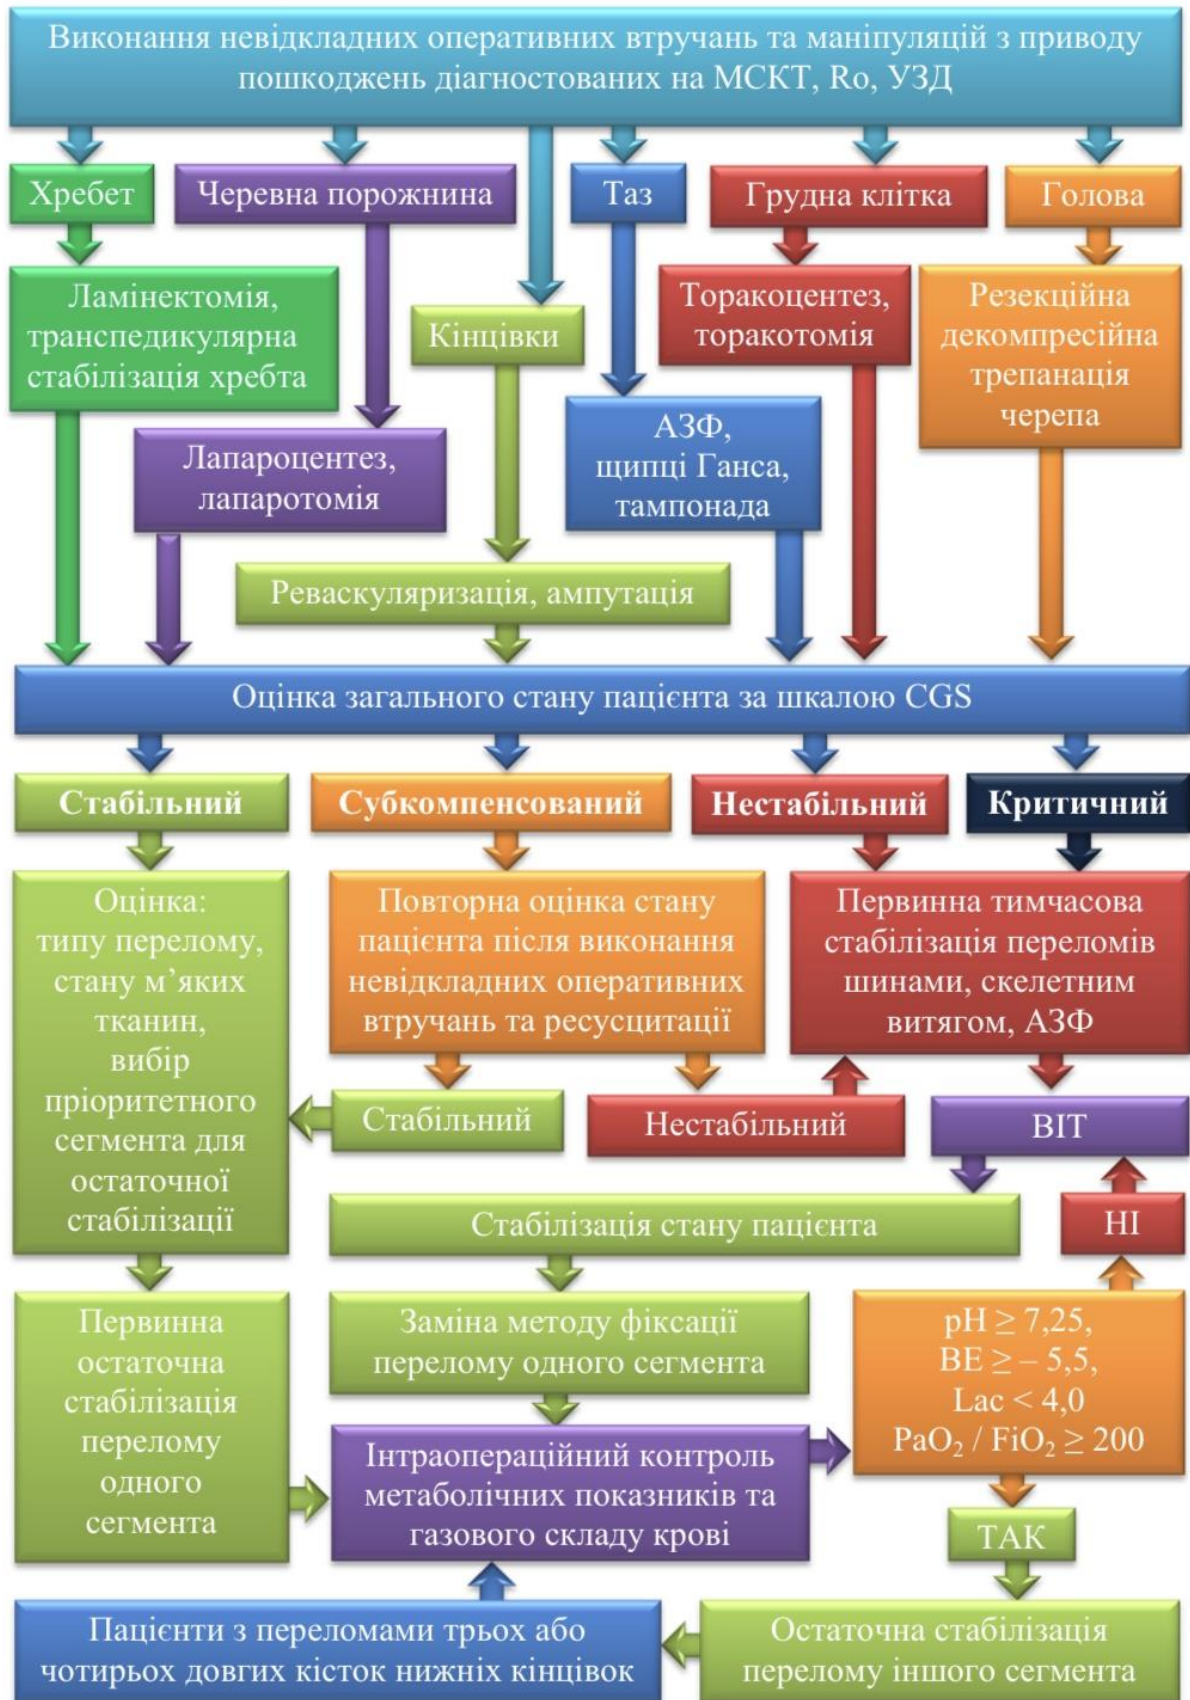 Виконання невідкладних оперативних втручань та маніпуляцій з приводу
пошкоджень діагностованих на МСКТ, Ro, УЗД
Хребет
Черевна порожнина
Таз
Грудна клітка
Голова
Ламінектомія,
транспедикулярна
стабілізація хребта
Кінцівки
Торакоцентез,
торакотомія
Резекційна
декомпресійна
трепанація
черепа
Лапароцентез,
лапаротомія
АЗФ,
щипці Ганса,
тампонада
Реваскуляризація, ампутація
Оцінка загального стану пацієнта за шкалою CGS
Стабільний
Субкомпенсований
Нестабільний
Критичний
Оцінка:
типу перелому,
стану м’яких
тканин,
вибір
пріоритетного
сегмента для
остаточної
стабілізації
Повторна оцінка стану
пацієнта після виконання
невідкладних оперативних
втручань та ресусцитації
Первинна тимчасова
стабілізація переломів
шинами, скелетним
витягом, АЗФ
Стабільний
Нестабільний
ВІТ
Стабілізація стану пацієнта
НІ
Первинна
остаточна
стабілізація
перелому
одного
сегмента
Заміна методу фіксації
перелому одного сегмента
pH ≥ 7,25,
BE ≥ – 5,5,
Lac < 4,0
PaO₂ / FiO₂ ≥ 200
Інтраопераційний контроль
метаболічних показників та
газового складу крові
ТАК
Пацієнти з переломами трьох або
чотирьох довгих кісток нижніх кінцівок
Остаточна стабілізація
перелому іншого сегмента